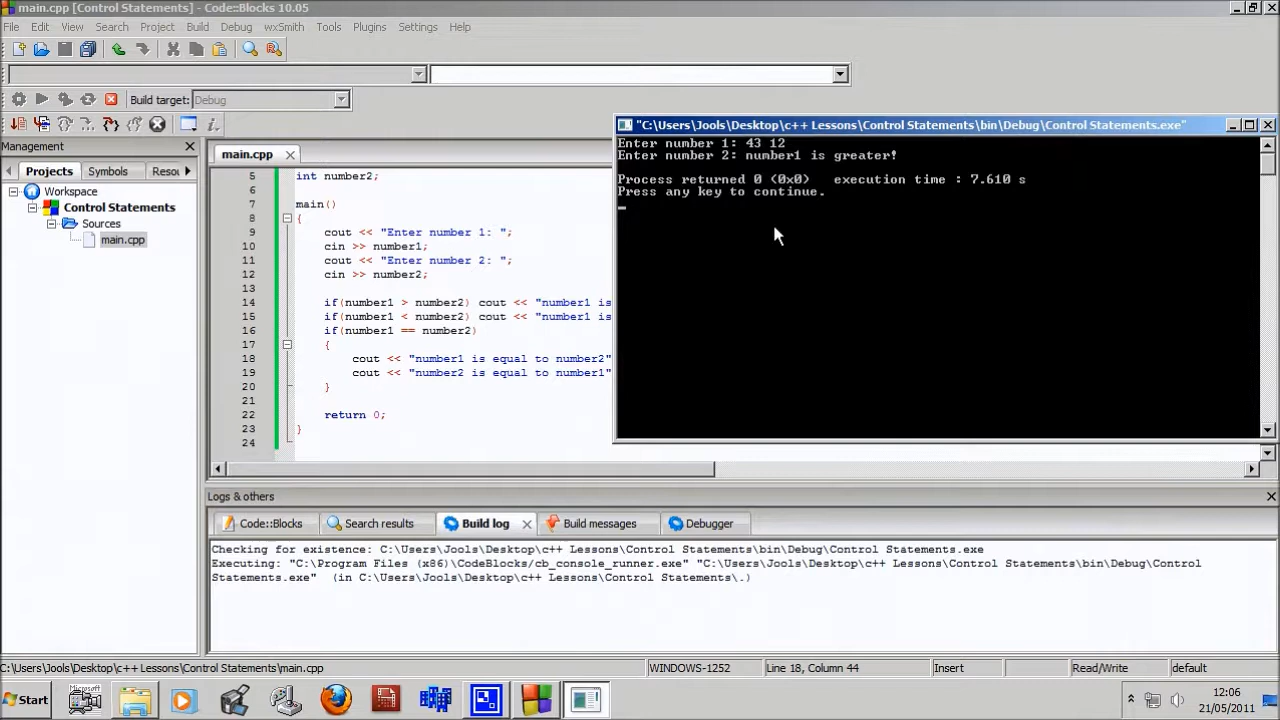 main.cpp [Control Statements] - Code::Blocks 10.05
File Edit View Search Project Build Debug wxSmith Tools Plugins Settings Help
Build target: Debug
Management
Projects Symbols Resou
Workspace
Control Statements
Sources
main.cpp
main.cpp
5 int number2;
6
7 main()
8 {
9 cout << "Enter number 1: ";
10 cin >> number1;
11 cout << "Enter number 2: ";
12 cin >> number2;
13
14 if(number1 > number2) cout << "number1 is
15 if(number1 < number2) cout << "number1 is
16 if(number1 == number2)
17 {
18 cout << "number1 is equal to number2"
19 cout << "number2 is equal to number1"
20 }
21
22 return 0;
23 }
24
"C:\Users\Jools\Desktop\c++ Lessons\Control Statements\bin\Debug\Control Statements.exe"
Enter number 1: 43 12
Enter number 2: number1 is greater!
Process returned 0 (0x0) execution time : 7.610 s
Press any key to continue.
Logs & others
Code::Blocks Search results Build log Build messages Debugger
Checking for existence: C:\Users\Jools\Desktop\c++ Lessons\Control Statements\bin\Debug\Control Statements.exe
Executing: "C:\Program Files (x86)\CodeBlocks/cb_console_runner.exe" "C:\Users\Jools\Desktop\c++ Lessons\Control Statements\bin\Debug\Control
Statements.exe" (in C:\Users\Jools\Desktop\c++ Lessons\Control Statements\.)
C:\Users\Jools\Desktop\c++ Lessons\Control Statements\main.cpp WINDOWS-1252 Line 18, Column 44 Insert Read/Write default
Start
12:06
21/05/2011